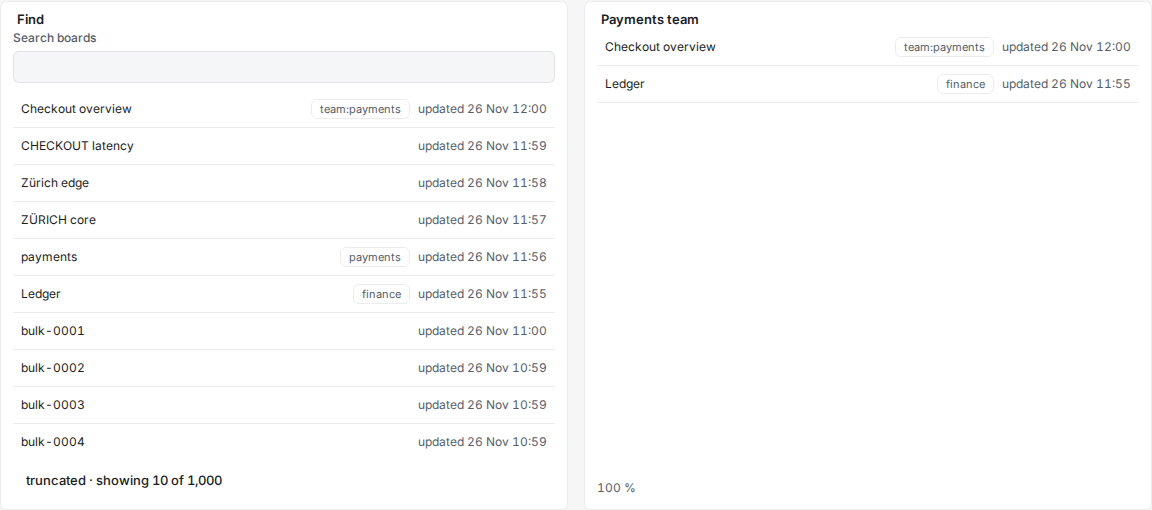 Find
Search boards
Checkout overview team:payments updated 26 Nov 12:00
CHECKOUT latency updated 26 Nov 11:59
Zürich edge updated 26 Nov 11:58
ZÜRICH core updated 26 Nov 11:57
payments payments updated 26 Nov 11:56
Ledger finance updated 26 Nov 11:55
bulk-0001 updated 26 Nov 11:00
bulk-0002 updated 26 Nov 10:59
bulk-0003 updated 26 Nov 10:59
bulk-0004 updated 26 Nov 10:59
truncated · showing 10 of 1,000
Payments team
Checkout overview team:payments updated 26 Nov 12:00
Ledger finance updated 26 Nov 11:55
100 %